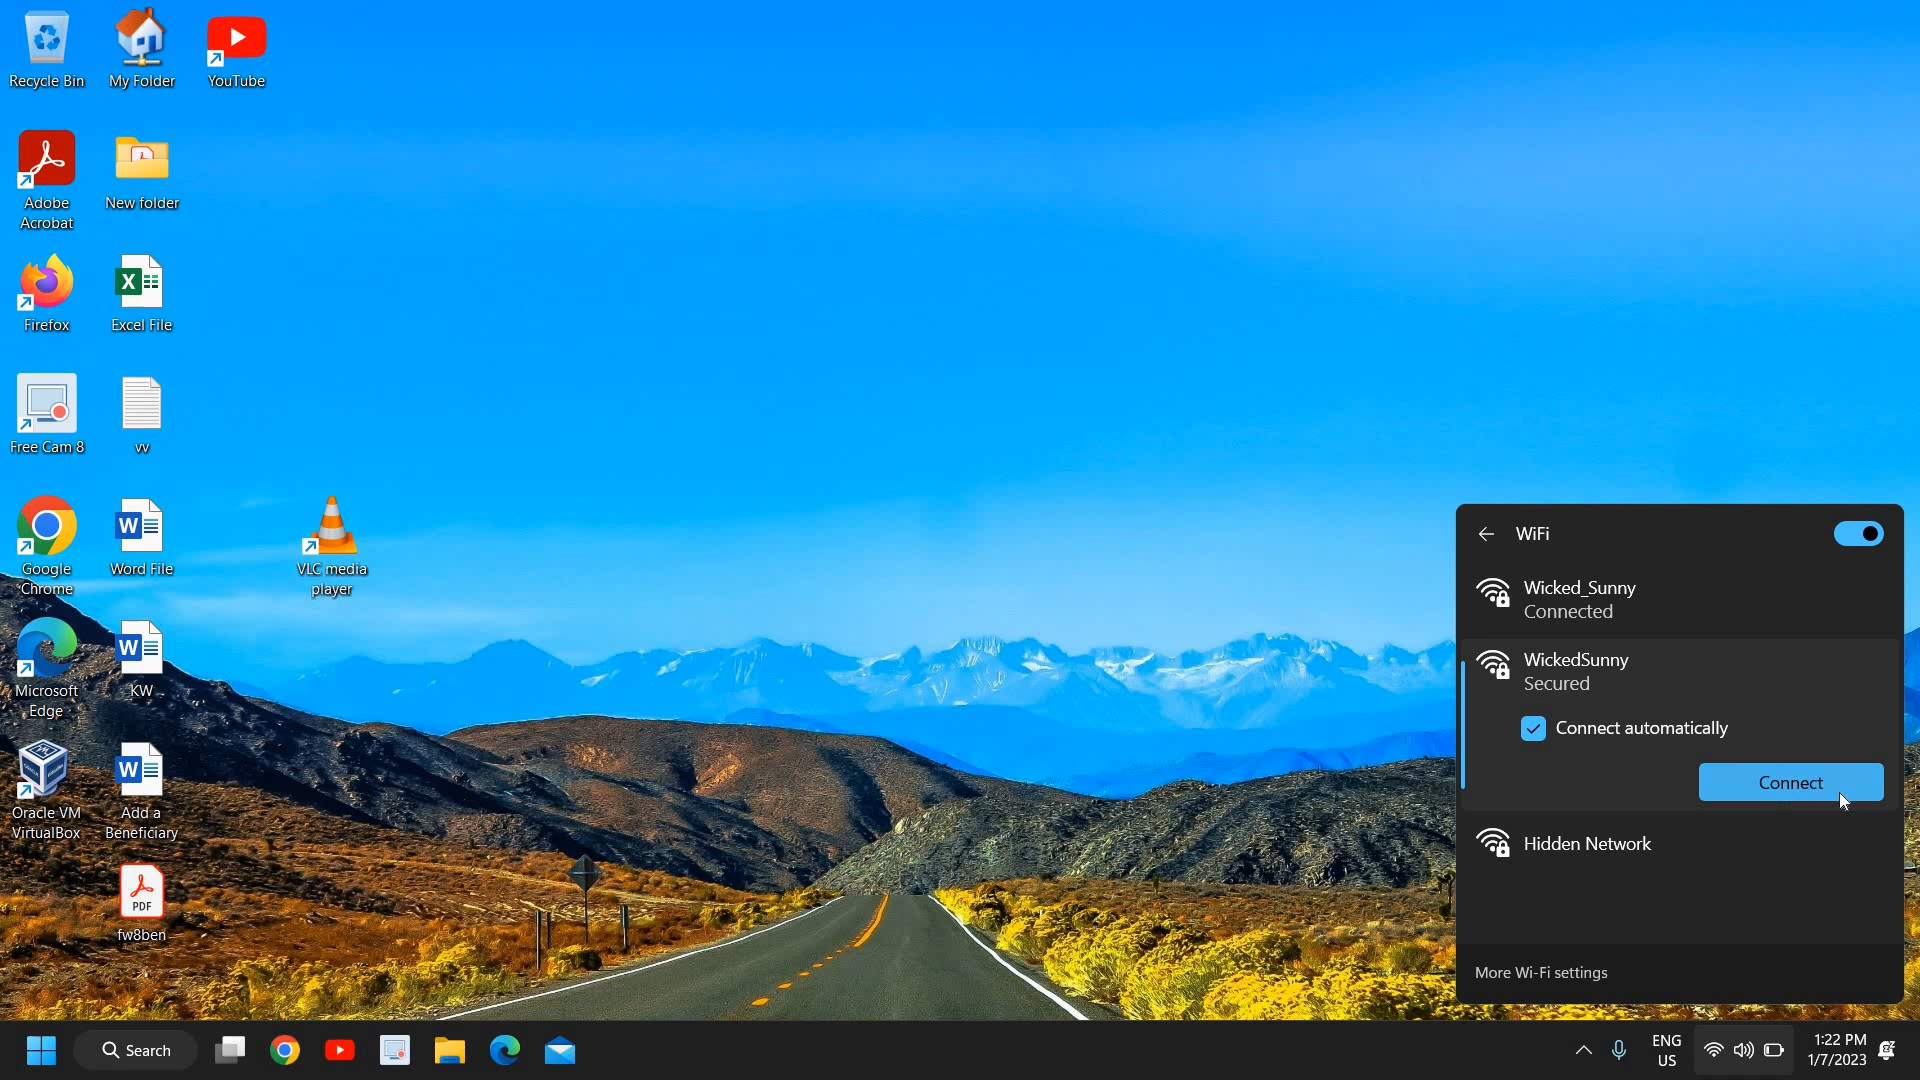 Recycle Bin
My Folder
YouTube
Adobe
Acrobat
New folder
Firefox
Excel File
Free Cam 8
vv
Google
Chrome
Word File
VLC media
player
Microsoft
Edge
KW
Oracle VM
VirtualBox
Add a
Beneficiary
PDF
fw8ben
WiFi
Wicked_Sunny
Connected
WickedSunny
Secured
Connect automatically
Connect
Hidden Network
More Wi-Fi settings
Search
ENG
US
1:22 PM
1/7/2023